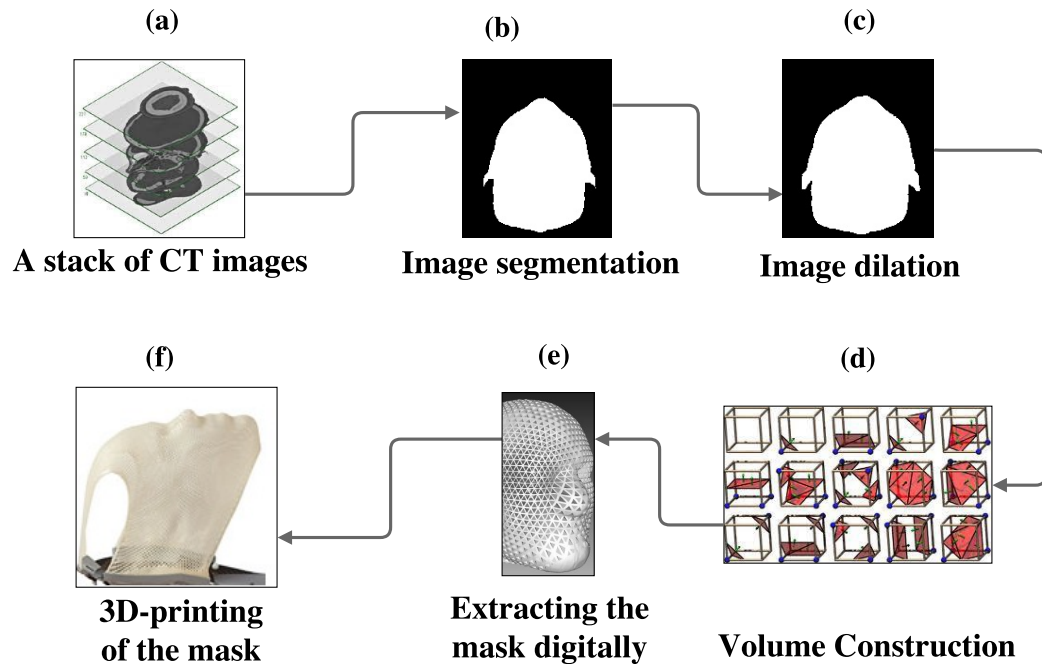 (a)
(b)
(c)
A stack of CT images
Image segmentation
Image dilation
(f)
(e)
(d)
3D-printing
of the mask
Extracting the
mask digitally
Volume Construction